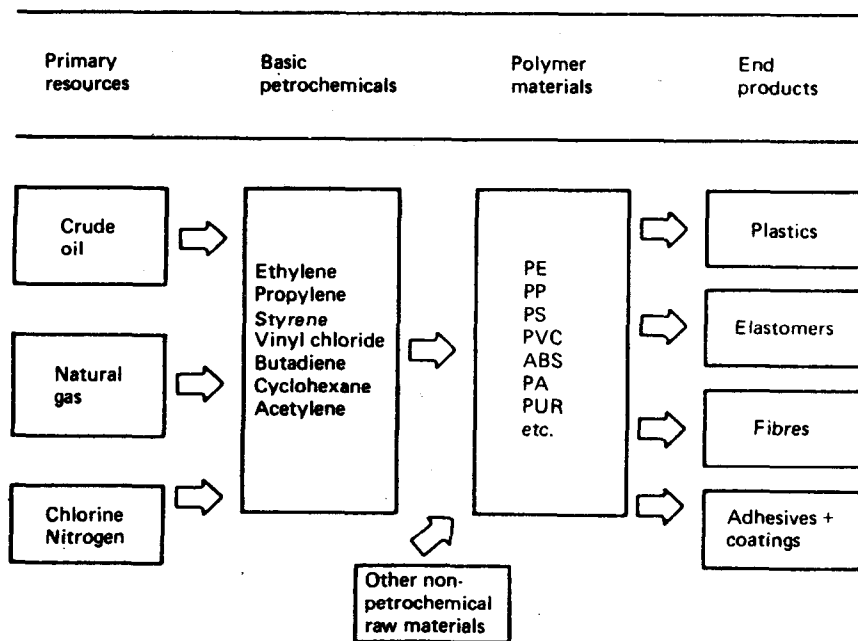 Primary
resources
Basic
petrochemicals
Polymer
materials
End
products
Crude
oil
Natural
gas
Chlorine
Nitrogen
Ethylene
Propylene
Styrene
Vinyl chloride
Butadiene
Cyclohexane
Acetylene
Other non-
petrochemical
raw materials
PE
PP
PS
PVC
ABS
PA
PUR
etc.
Plastics
Elastomers
Fibres
Adhesives +
coatings